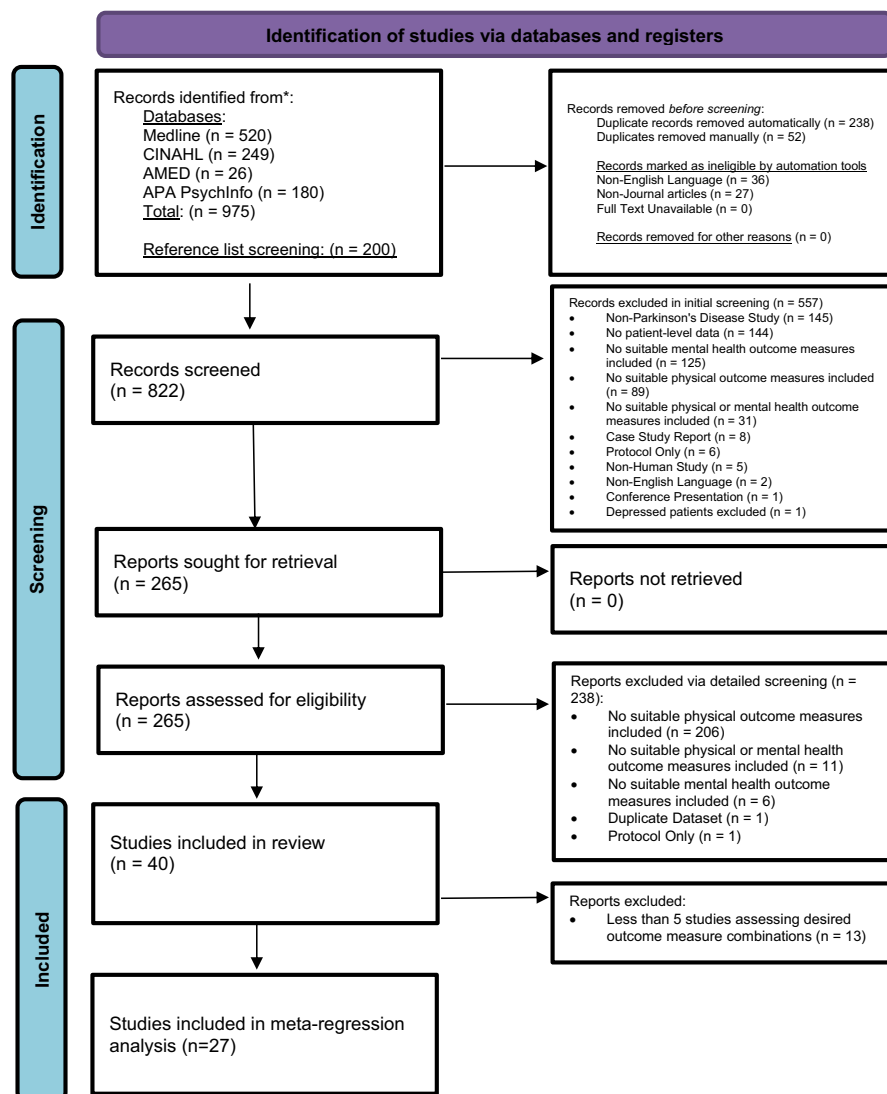 Identification of studies via databases and registers
Identification
Records identified from*:
Databases:
Medline (n = 520)
CINAHL (n = 249)
AMED (n = 26)
APA PsychInfo (n = 180)
Total: (n = 975)
Reference list screening: (n = 200)
Records removed before screening:
Duplicate records removed automatically (n = 238)
Duplicates removed manually (n = 52)
Records marked as ineligible by automation tools
Non-English Language (n = 36)
Non-Journal articles (n = 27)
Full Text Unavailable (n = 0)
Records removed for other reasons (n = 0)
Screening
Records screened
(n = 822)
Records excluded in initial screening (n = 557)
• Non-Parkinson's Disease Study (n = 145)
• No patient-level data (n = 144)
• No suitable mental health outcome measures
included (n = 125)
• No suitable physical outcome measures included
(n = 89)
• No suitable physical or mental health outcome
measures included (n = 31)
• Case Study Report (n = 8)
• Protocol Only (n = 6)
• Non-Human Study (n = 5)
• Non-English Language (n = 2)
• Conference Presentation (n = 1)
• Depressed patients excluded (n = 1)
Reports sought for retrieval
(n = 265)
Reports not retrieved
(n = 0)
Reports assessed for eligibility
(n = 265)
Reports excluded via detailed screening (n =
238):
• No suitable physical outcome measures
included (n = 206)
• No suitable physical or mental health
outcome measures included (n = 11)
• No suitable mental health outcome
measures included (n = 6)
• Duplicate Dataset (n = 1)
• Protocol Only (n = 1)
Included
Studies included in review
(n = 40)
Reports excluded:
• Less than 5 studies assessing desired
outcome measure combinations (n = 13)
Studies included in meta-regression
analysis (n=27)